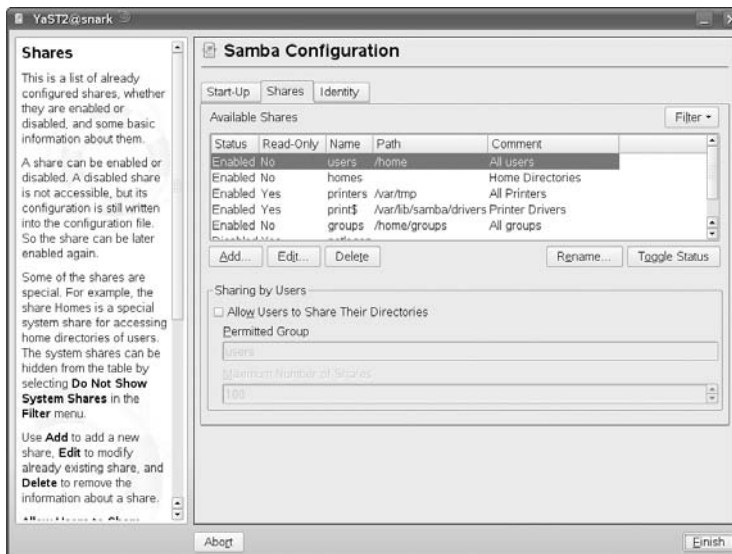 YaST2@snark
Shares
This is a list of already
configured shares, whether
they are enabled or
disabled, and some basic
information about them.
A share can be enabled or
disabled. A disabled share
is not accessible, but its
configuration is still written
into the configuration file.
So the share can be later
enabled again.
Some of the shares are
special. For example, the
share Homes is a special
system share for accessing
home directories of users.
The system shares can be
hidden from the table by
selecting Do Not Show
System Shares in the
Filter menu.
Use Add to add a new
share, Edit to modify
already existing share, and
Delete to remove the
information about a share.
Samba Configuration
Start-Up Shares Identity
Available Shares
Filter
Status Read-Only Name Path Comment
Enabled No users /home All users
Enabled No homes Home Directories
Enabled Yes printers /var/tmp All Printers
Enabled Yes print$ /var/lib/samba/drivers Printer Drivers
Enabled No groups /home/groups All groups
Add... Edit... Delete Rename... Toggle Status
Sharing by Users
Allow Users to Share Their Directories
Permitted Group
users
Maximum Number of Shares
100
Abort Finish